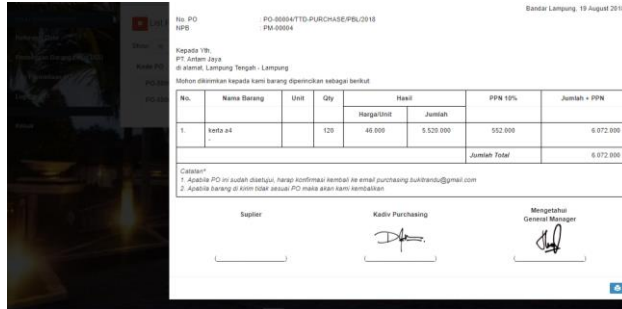 Bandar Lampung, 19 August 2018
No. PO : PO-00004/TTD-PURCHASE/PBL/2018
NPB : PM-00004
Kepada Yth,
PT. Antam Jaya
di alamat, Lampung Tengah - Lampung
Mohon dikirimkan kepada kami barang diperincikan sebagai berikut
No. Nama Barang Unit Qty Hasil PPN 10% Jumlah + PPN
Harga/Unit Jumlah
1. kerta a4 120 46.000 5.520.000 552.000 6.072.000
-
Jumlah Total 6.072.000
Catatan*
1. Apabila PO ini sudah disetujui, harap konfirmasi kembali ke email purchasing.bukitrandu@gmail.com
2. Apabila barang di kirim tidak sesuai PO maka akan kami kembalikan
Suplier Kadiv Purchasing Mengetahui
General Manager